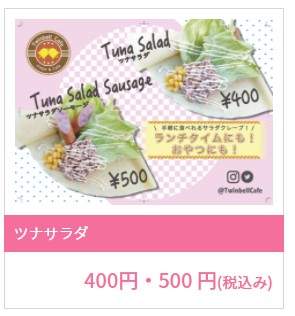 Twinbell Cafe
Tuna Salad
ツナサラダ
¥400
Tuna Salad Sausage
ツナサラダソーセージ
¥500
\ 手軽に食べれるサラダクレープ！ /
ランチタイムにも！
おやつにも！
@TwinbellCafe
ツナサラダ
400円・500 円(税込み)